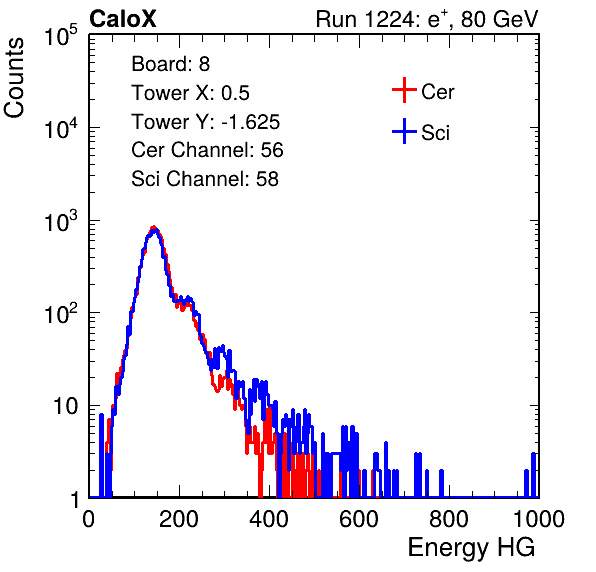 CaloX Run 1224: e⁺, 80 GeV
Counts
10⁵
10⁴
10³
10²
10
1
Board: 8
Tower X: 0.5
Tower Y: -1.625
Cer Channel: 56
Sci Channel: 58
Cer
Sci
0 200 400 600 800 1000
Energy HG